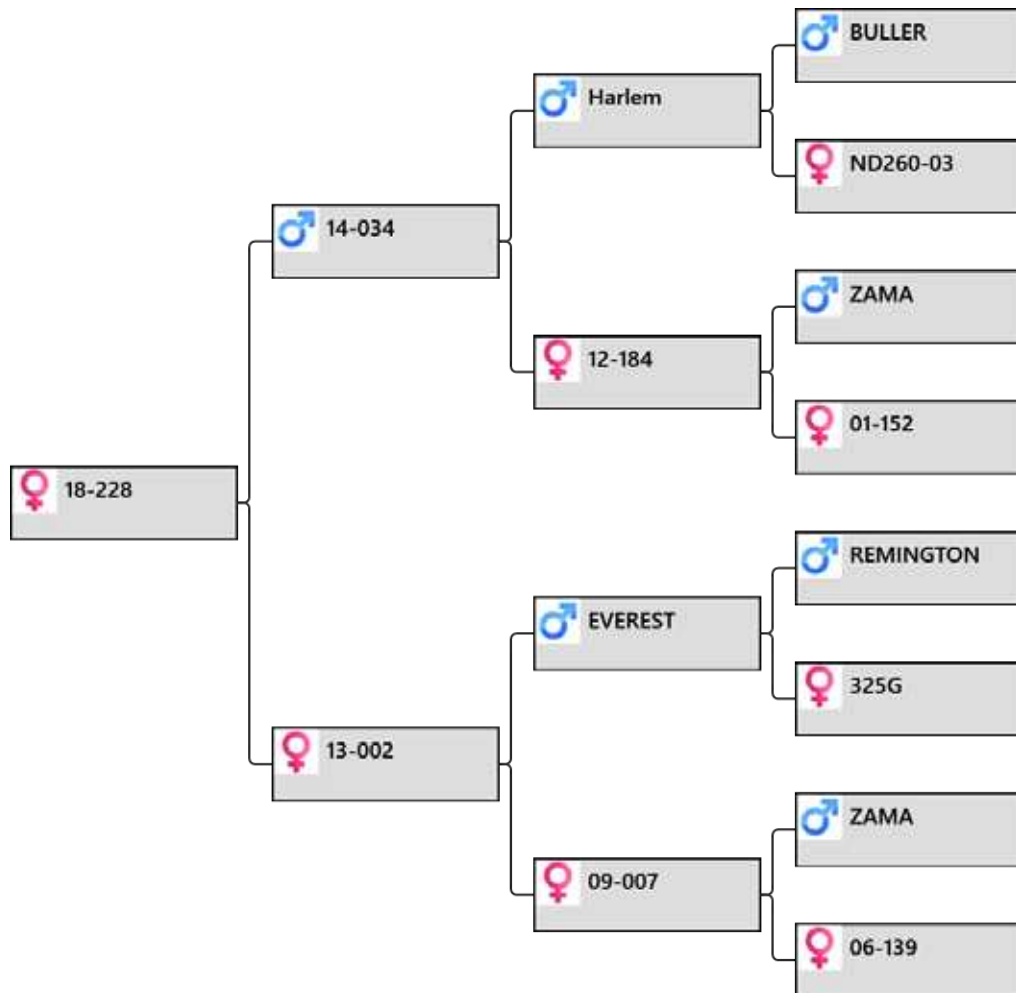 BULLER
Harlem
ND260-03
14-034
ZAMA
12-184
01-152
18-228
REMINGTON
EVEREST
325G
13-002
ZAMA
09-007
06-139